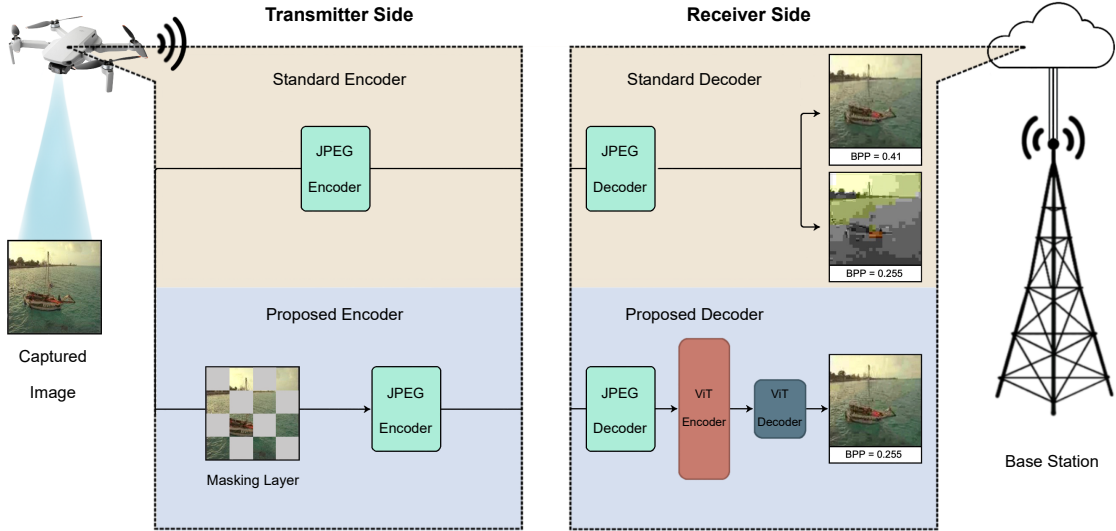 Transmitter Side
Receiver Side
Standard Encoder
JPEG
Encoder
Standard Decoder
JPEG
Decoder
BPP = 0.41
BPP = 0.255
Captured
Image
Proposed Encoder
Masking Layer
JPEG
Encoder
Proposed Decoder
JPEG
Decoder
ViT
Encoder
ViT
Decoder
BPP = 0.255
Base Station